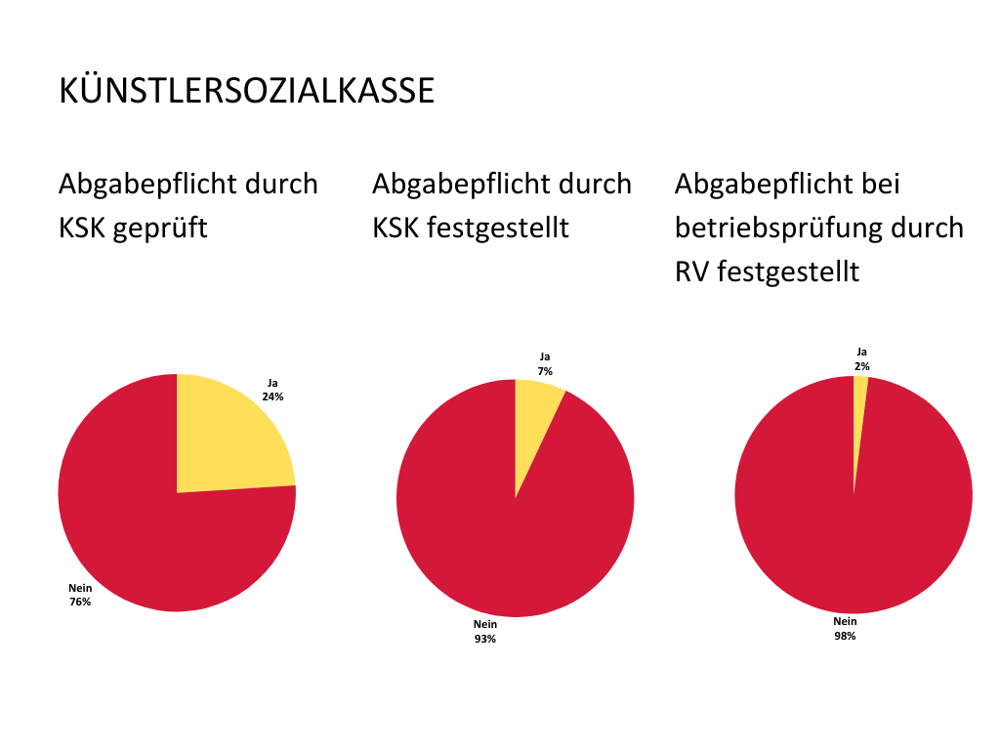 KÜNSTLERSOZIALKASSE
Abgabepflicht durch
KSK geprüft
Abgabepflicht durch
KSK festgestellt
Abgabepflicht bei
betriebsprüfung durch
RV festgestellt
Ja
24%
Nein
76%
Ja
7%
Nein
93%
Ja
2%
Nein
98%